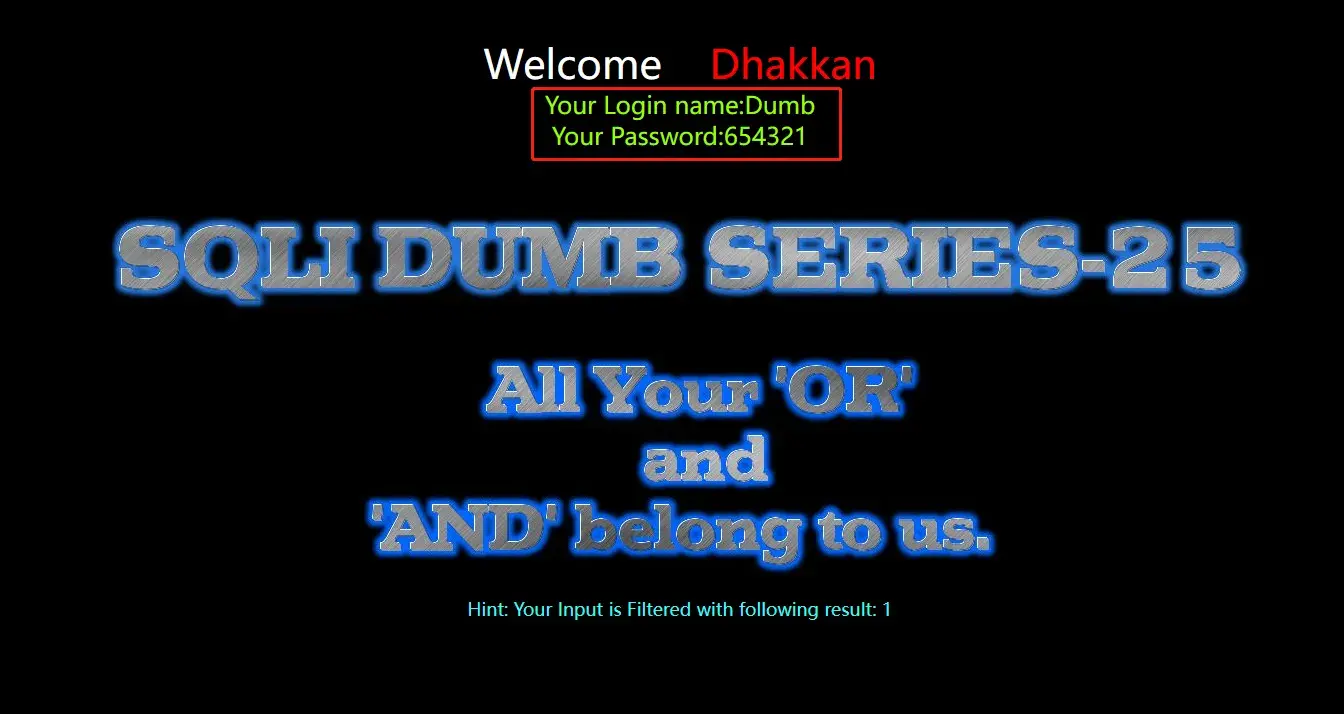 Welcome Dhakkan
Your Login name:Dumb
Your Password:654321
SQLI DUMB SERIES-25
All Your 'OR'
and
'AND' belong to us.
Hint: Your Input is Filtered with following result: 1